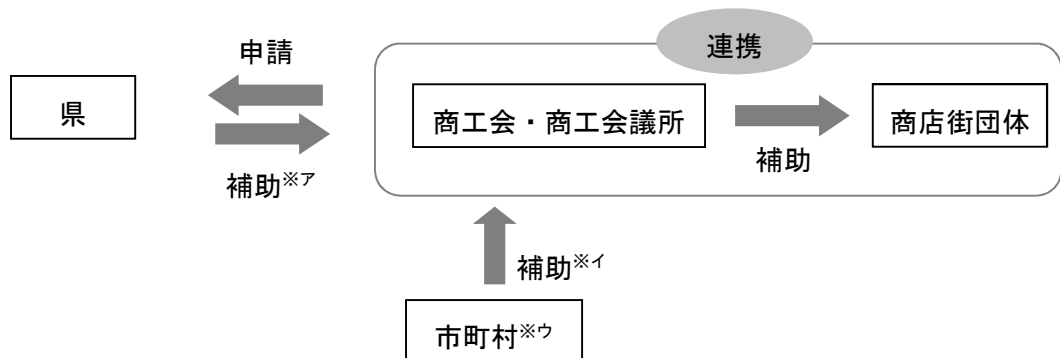 連携
申請
県
商工会・商工会議所
商店街団体
補助
補助※ア
補助※イ
市町村※ウ